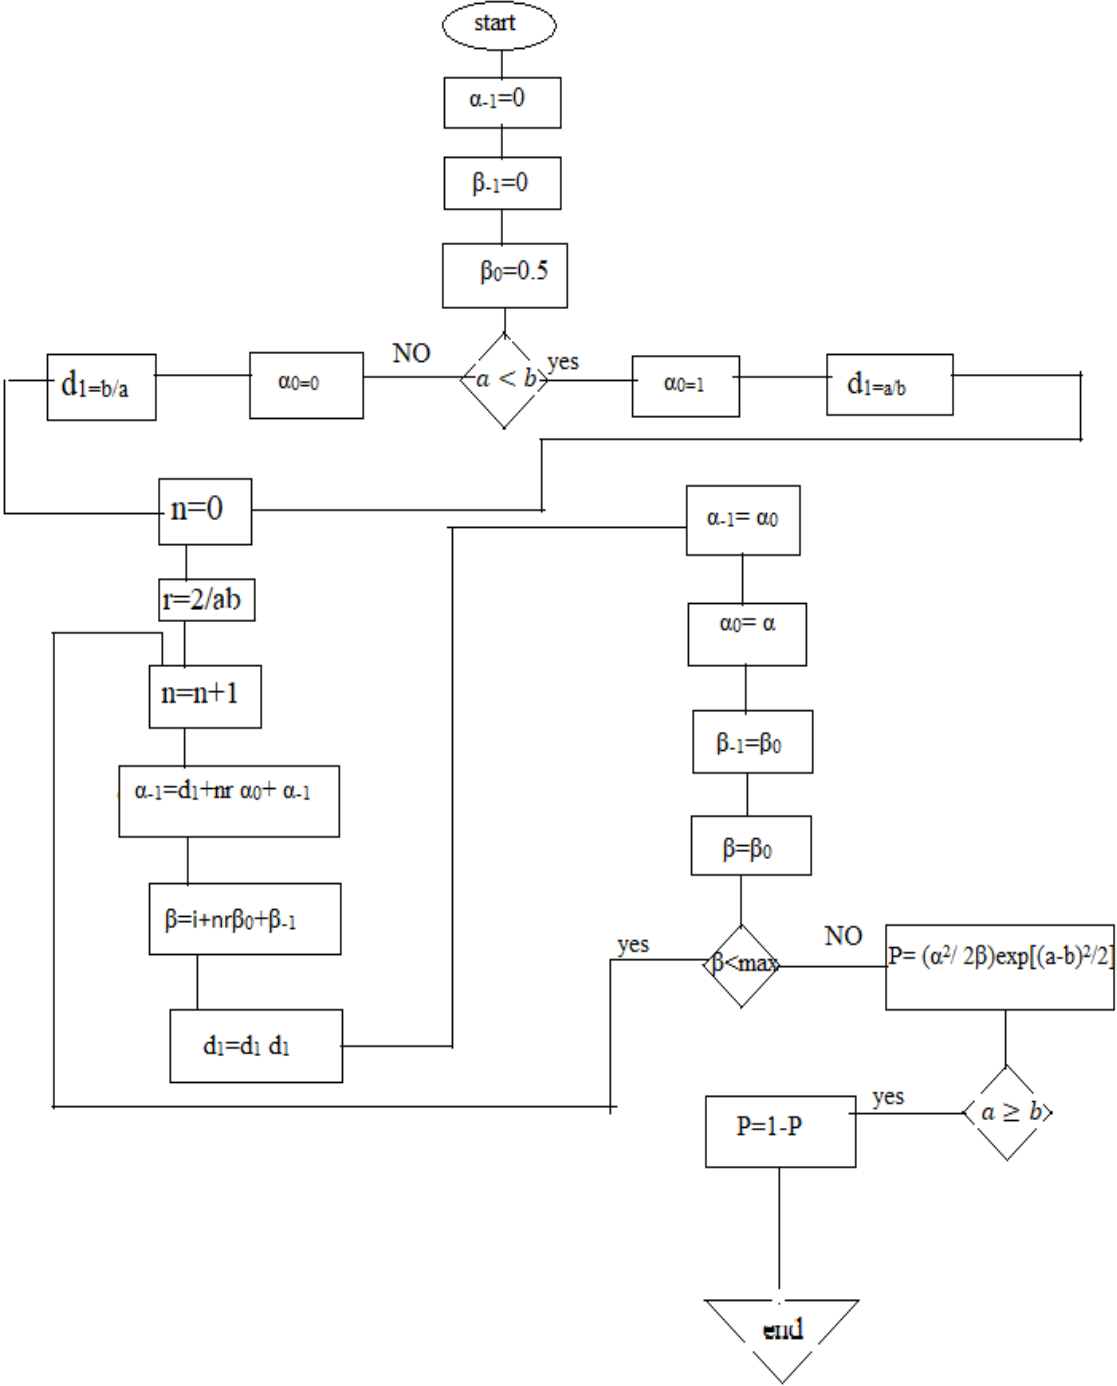 start
α-1=0
β-1=0
β0=0.5
a < b
NO
yes
α0=0
d1=b/a
α0=1
d1=a/b
n=0
r=2/ab
n=n+1
α-1=d1+nr α0+ α-1
β=i+nrβ0+β-1
d1=d1 d1
α-1= α0
α0= α
β-1=β0
β=β0
β<max
yes
NO
P= (α²/ 2β)exp[(a-b)²/2]
a ≥ b
yes
P=1-P
end